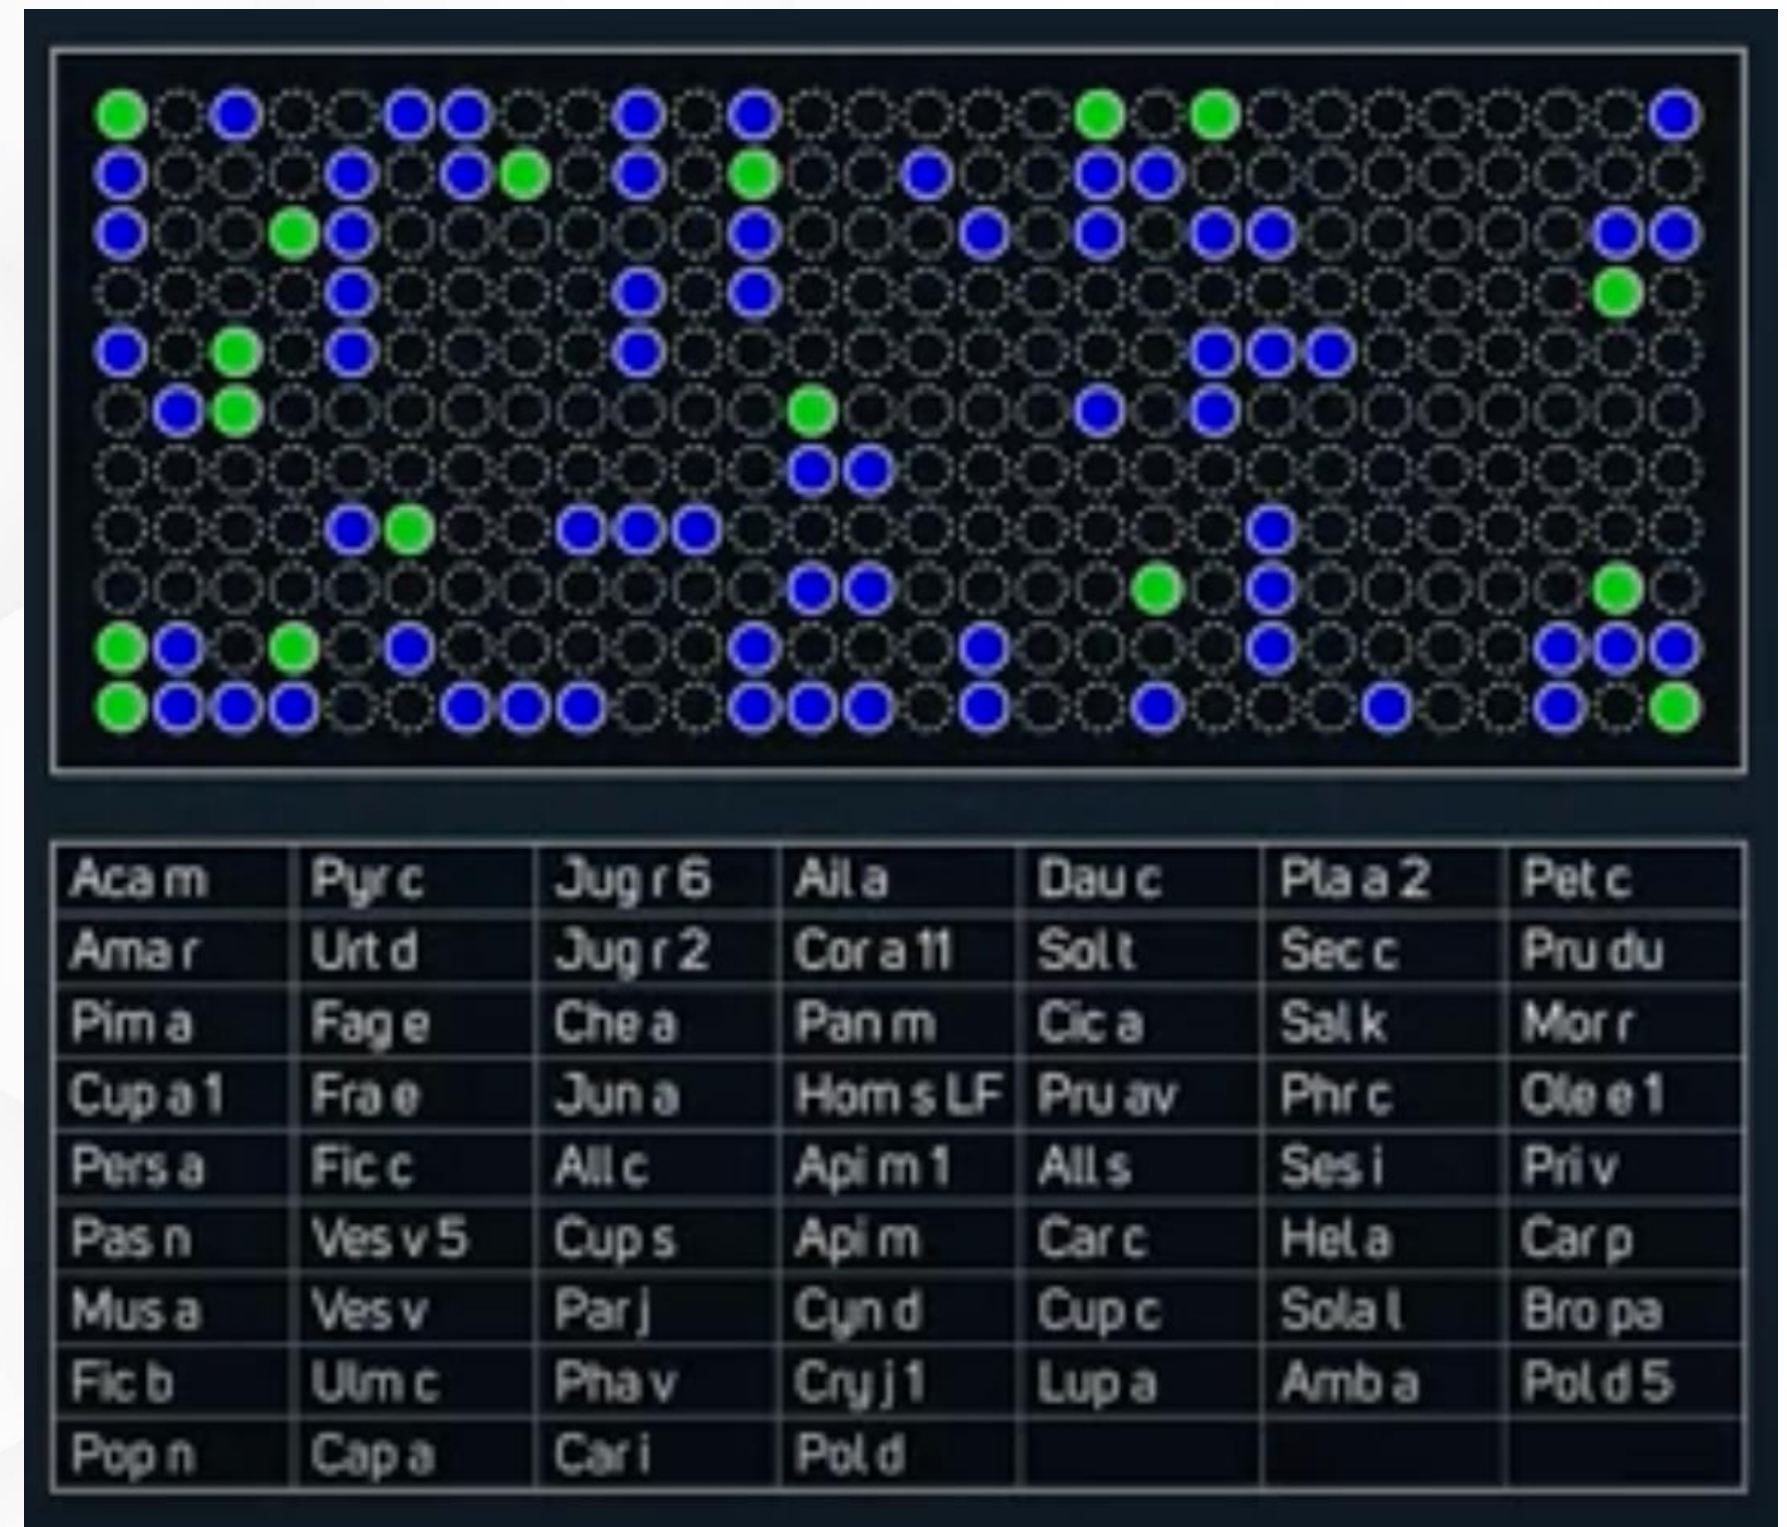 Aca m Pyr c Jug r 6 Ail a Dau c Pla a 2 Pet c
Ama r Urt d Jug r 2 Cor a 11 Sol t Sec c Pru du
Pim a Fag e Che a Pan m Cic a Sal k Mor r
Cup a 1 Fra e Jun a Hom s LF Pru av Phr c Ole e 1
Pers a Fic c All c Api m 1 All s Ses i Pri v
Pas n Ves v 5 Cup s Api m Car c Hel a Car p
Mus a Ves v Par j Cyn d Cup c Sola l Bro pa
Fic b Ulm c Pha v Cry j 1 Lup a Amb a Pol d 5
Pop n Cap a Car i Pol d